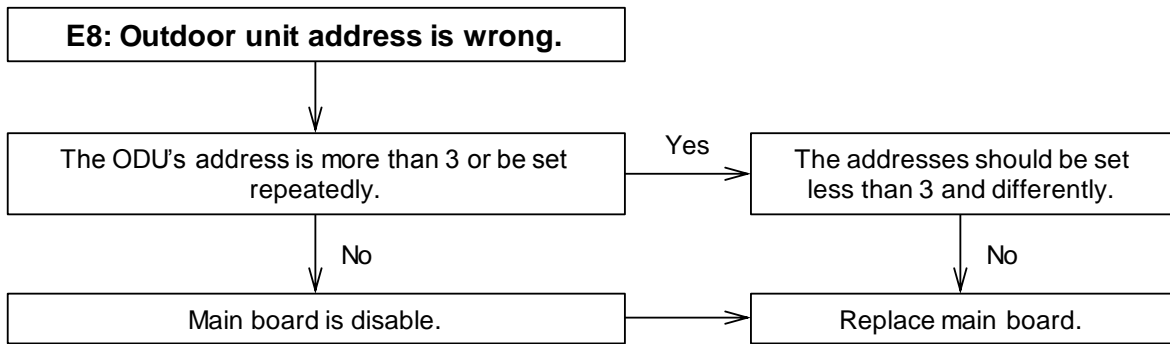 E8: Outdoor unit address is wrong.
The ODU's address is more than 3 or be set
repeatedly.
Yes
The addresses should be set
less than 3 and differently.
No
No
Main board is disable.
Replace main board.